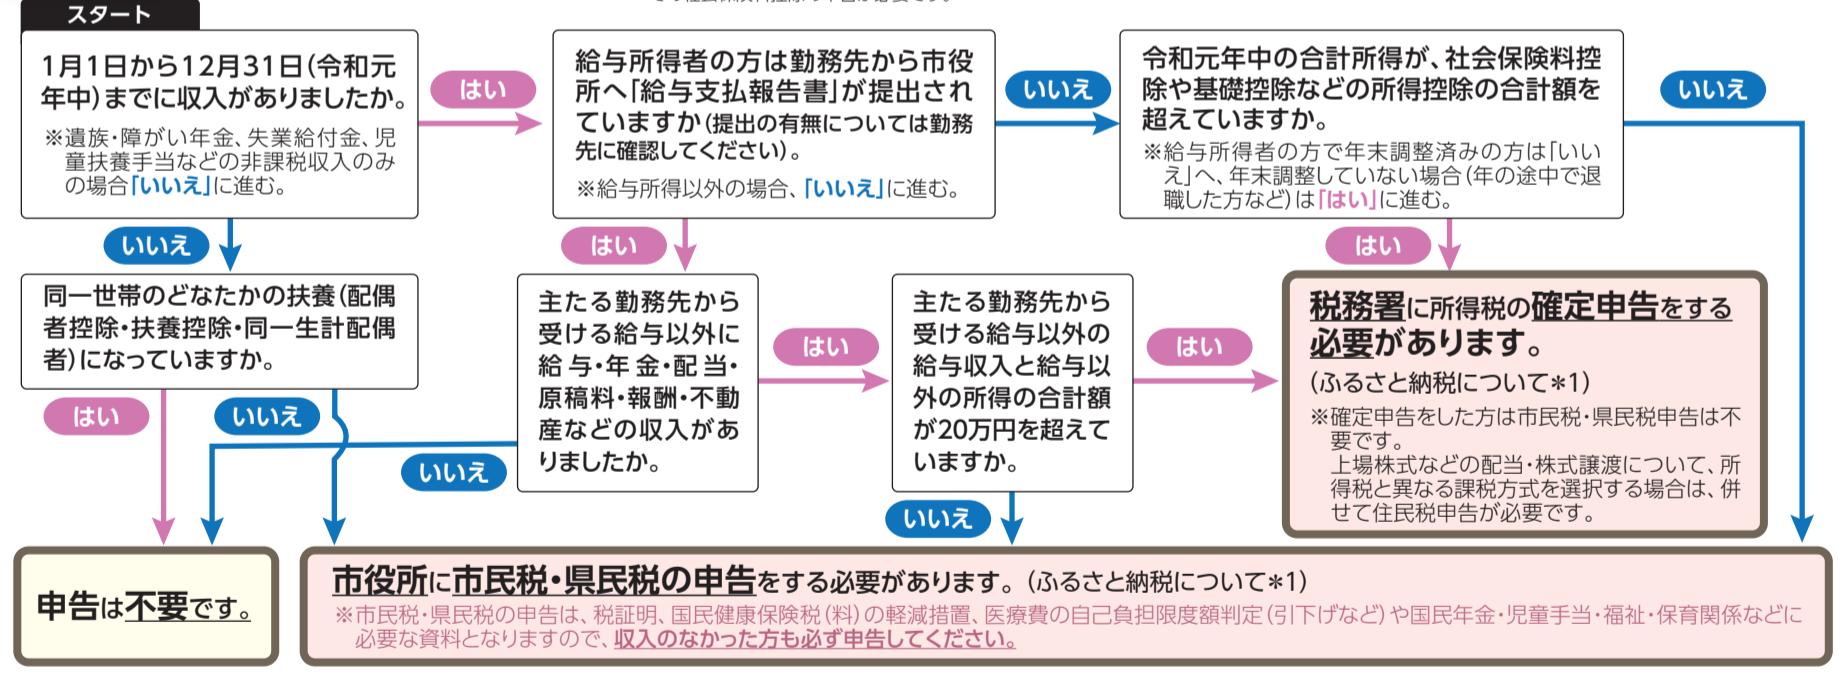 スタート
1月1日から12月31日(令和元
年中)までに収入がありましたか。
※遺族・障がい年金、失業給付金、児
童扶養手当などの非課税収入のみ
の場合「いいえ」に進む。
はい
給与所得者の方は勤務先から市役
所へ「給与支払報告書」が提出され
ていますか(提出の有無については勤務
先に確認してください)。
※給与所得以外の場合、「いいえ」に進む。
いいえ
令和元年中の合計所得が、社会保険料控
除や基礎控除などの所得控除の合計額を
超えていますか。
※給与所得者の方で年末調整済みの方は「いい
え」へ、年末調整していない場合(年の途中で退
職した方など)は「はい」に進む。
いいえ
いいえ
はい
はい
同一世帯のどなたかの扶養(配偶
者控除・扶養控除・同一生計配偶
者)になっていますか。
はい
いいえ
主たる勤務先から
受ける給与以外に
給与・年金・配当・
原稿料・報酬・不動
産などの収入があ
りましたか。
いいえ
はい
主たる勤務先から
受ける給与以外の
給与収入と給与以
外の所得の合計額
が20万円を超えて
いますか。
はい
いいえ
税務署に所得税の確定申告をする
必要があります。
(ふるさと納税について*1)
※確定申告をした方は市民税・県民税申告は不
要です。
上場株式などの配当・株式譲渡について、所
得税と異なる課税方式を選択する場合は、併
せて住民税申告が必要です。
申告は不要です。
市役所に市民税・県民税の申告をする必要があります。(ふるさと納税について*1)
※市民税・県民税の申告は、税証明、国民健康保険税(料)の軽減措置、医療費の自己負担限度額判定(引下げなど)や国民年金・児童手当・福祉・保育関係などに
必要な資料となりますので、収入のなかった方も必ず申告してください。